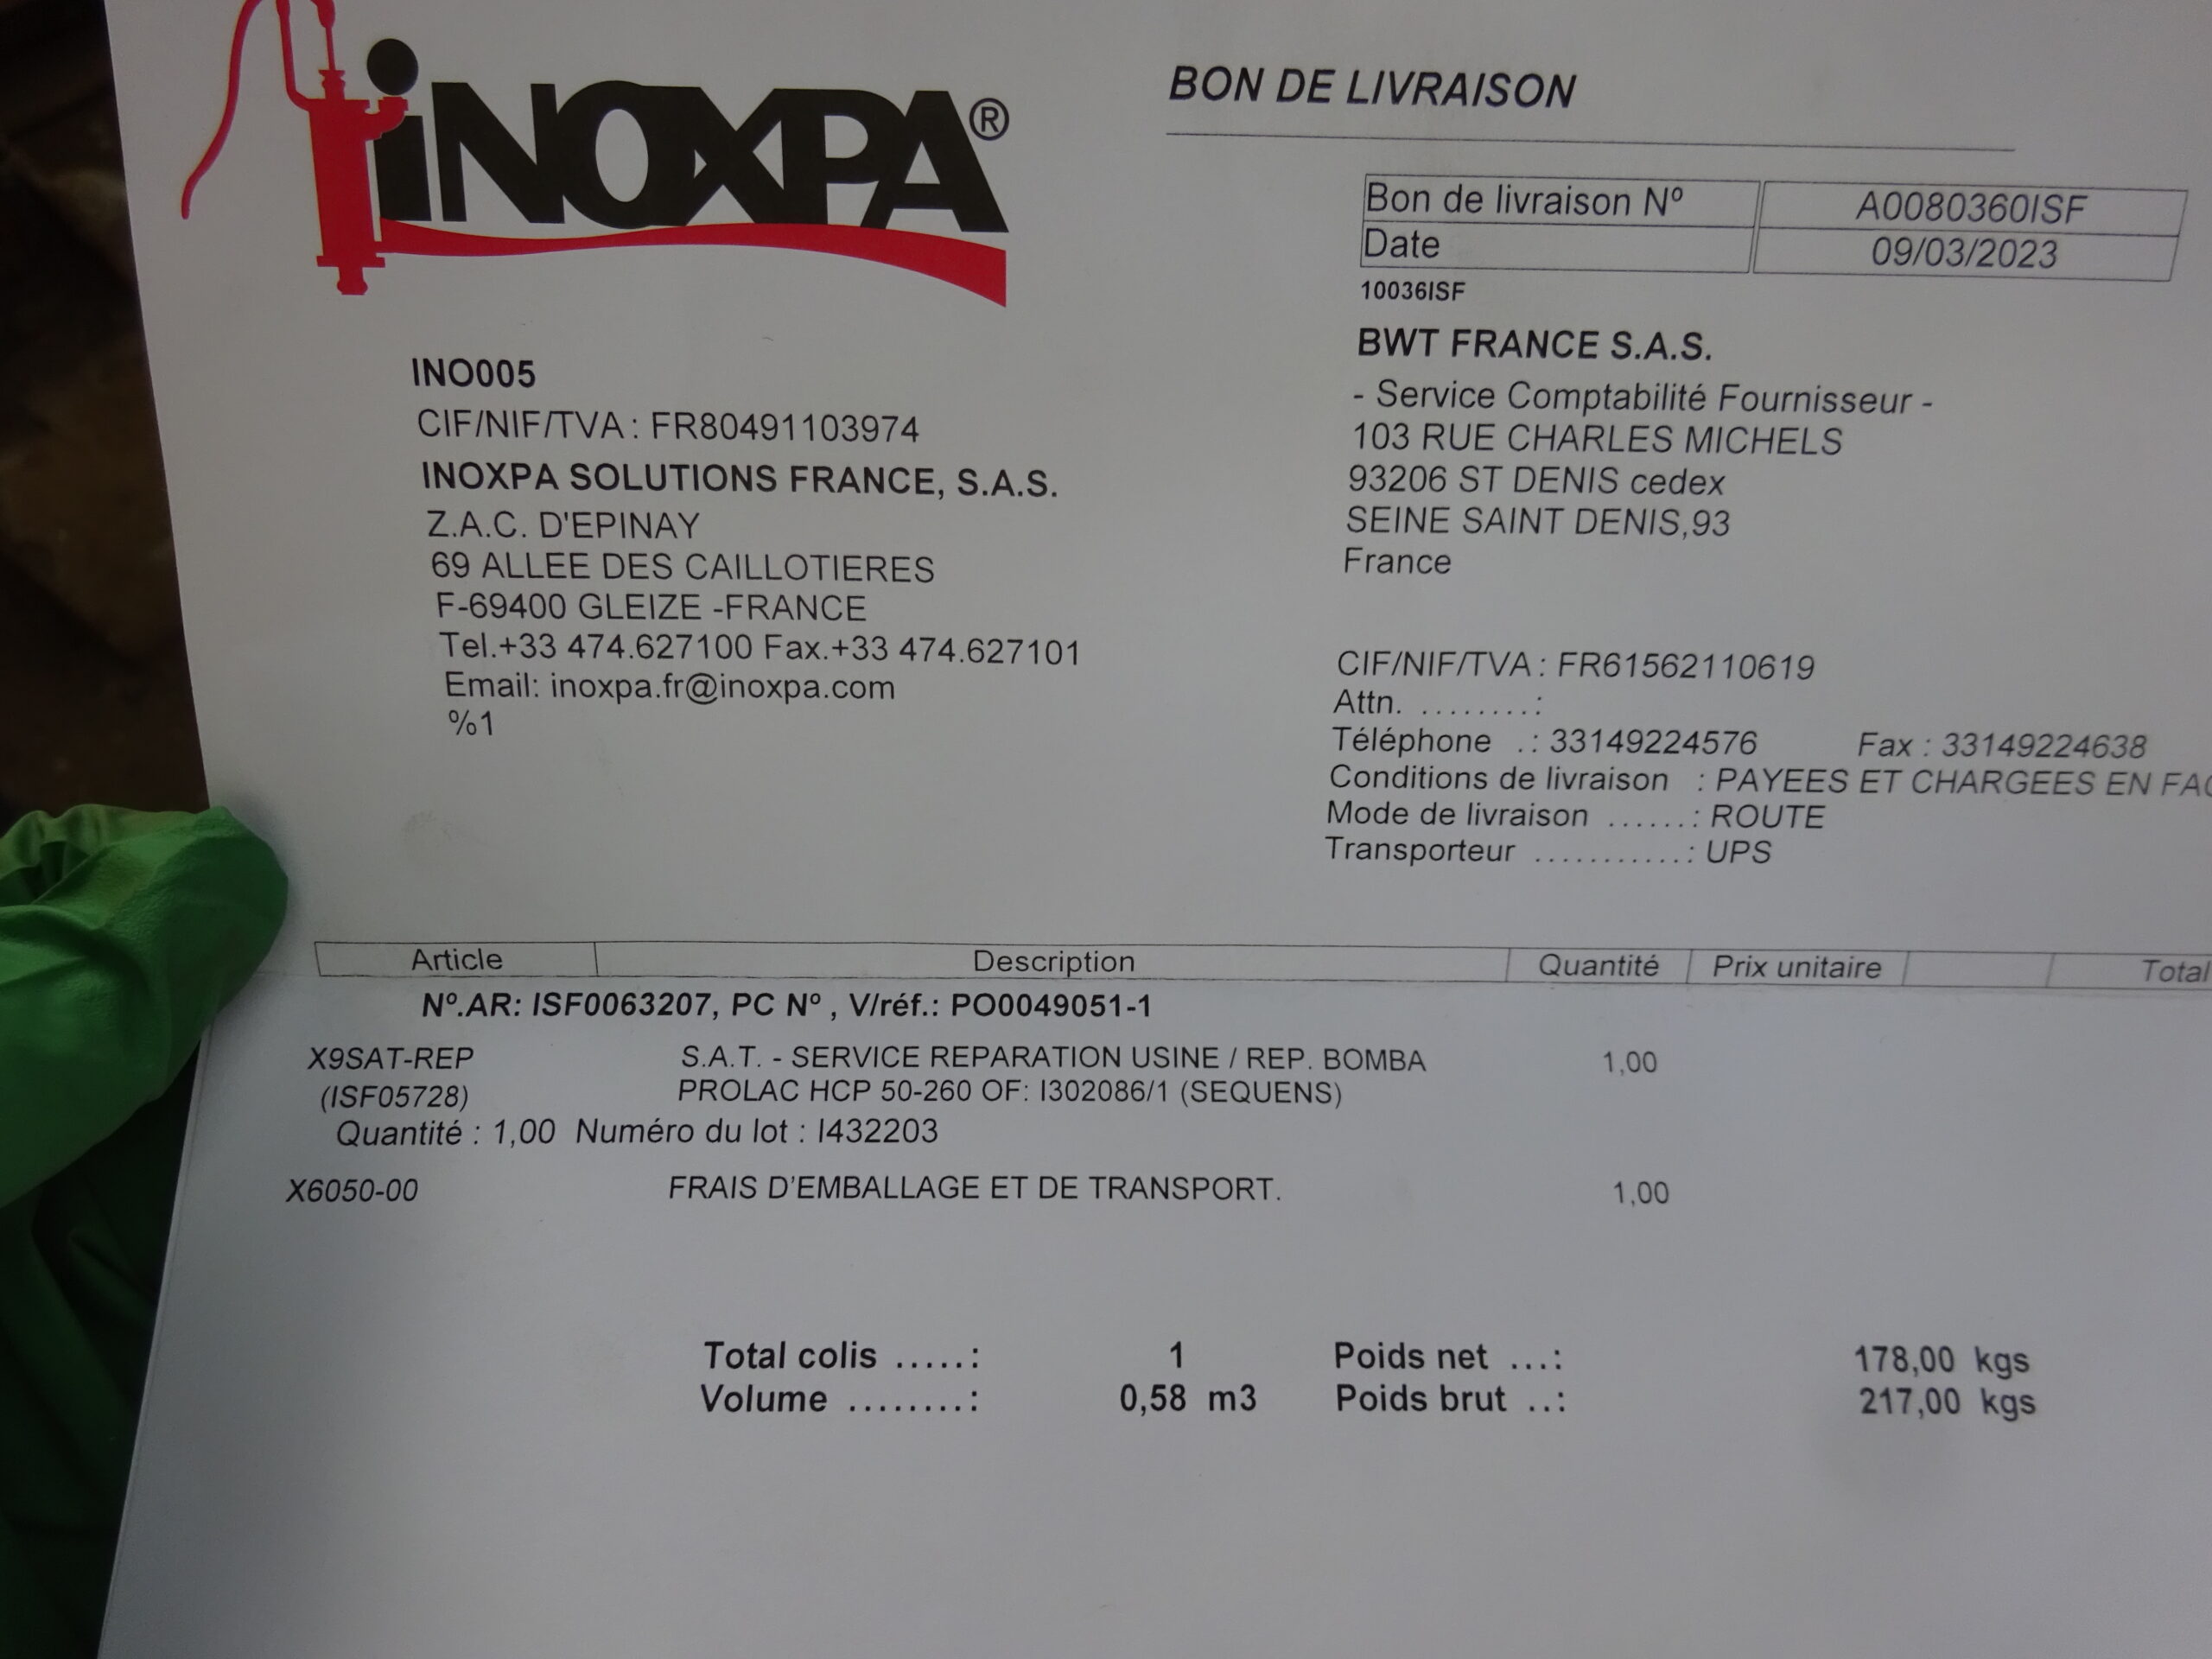 iNOXPA®
BON DE LIVRAISON
Bon de livraison Nº A0080360ISF
Date 09/03/2023
10036ISF
INO005
CIF/NIF/TVA : FR80491103974
INOXPA SOLUTIONS FRANCE, S.A.S.
Z.A.C. D'EPINAY
69 ALLEE DES CAILLOTIERES
F-69400 GLEIZE -FRANCE
Tel.+33 474.627100 Fax.+33 474.627101
Email: inoxpa.fr@inoxpa.com
%1
BWT FRANCE S.A.S.
- Service Comptabilité Fournisseur -
103 RUE CHARLES MICHELS
93206 ST DENIS cedex
SEINE SAINT DENIS,93
France
CIF/NIF/TVA : FR61562110619
Attn. ........:
Téléphone .: 33149224576 Fax : 33149224638
Conditions de livraison : PAYEES ET CHARGEES EN
Mode de livraison ......: ROUTE
Transporteur ............: UPS
Article Description Quantité Prix unitaire Total
Nº.AR: ISF0063207, PC Nº , V/réf.: PO0049051-1
X9SAT-REP S.A.T. - SERVICE REPARATION USINE / REP. BOMBA 1,00
(ISF05728) PROLAC HCP 50-260 OF: I302086/1 (SEQUENS)
Quantité : 1,00 Numéro du lot : I432203
X6050-00 FRAIS D'EMBALLAGE ET DE TRANSPORT. 1,00
Total colis .....: 1 Poids net ...: 178,00 kgs
Volume ........: 0,58 m3 Poids brut ..: 217,00 kgs